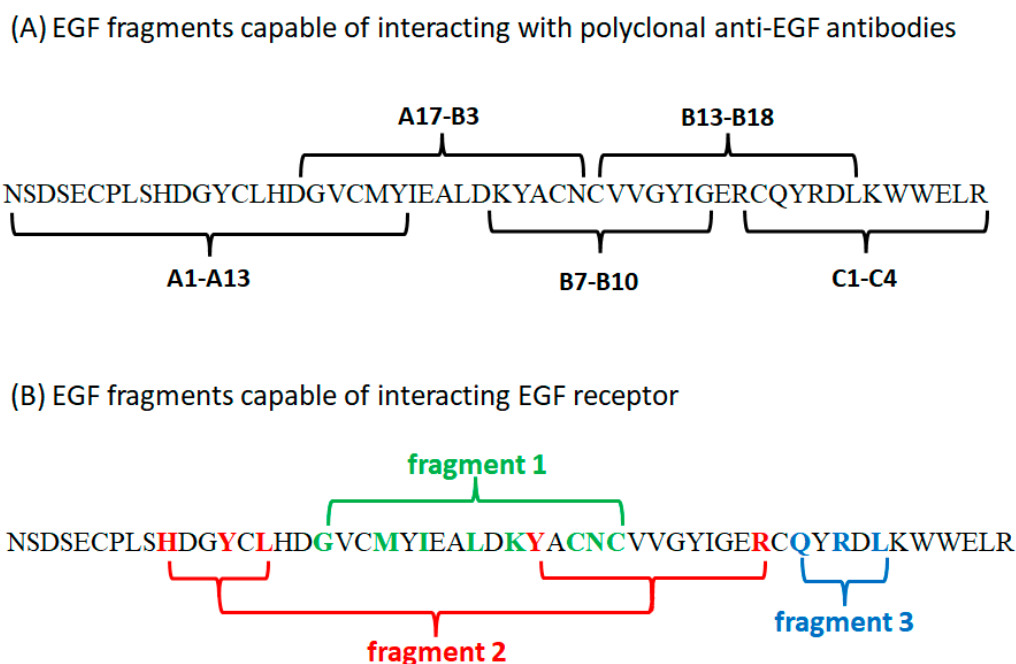 (A) EGF fragments capable of interacting with polyclonal anti-EGF antibodies
A17-B3 B13-B18
NSDSECPLSHDGYCLHDGVCMYIEALDKYACNCVVGYIGERCQYRDLKWWELR
A1-A13 B7-B10 C1-C4
(B) EGF fragments capable of interacting EGF receptor
fragment 1
NSDSECPLSHDGYCLHDGVCMYIEALDKYACNCVVGYIGERCQYRDLKWWELR
fragment 3
fragment 2